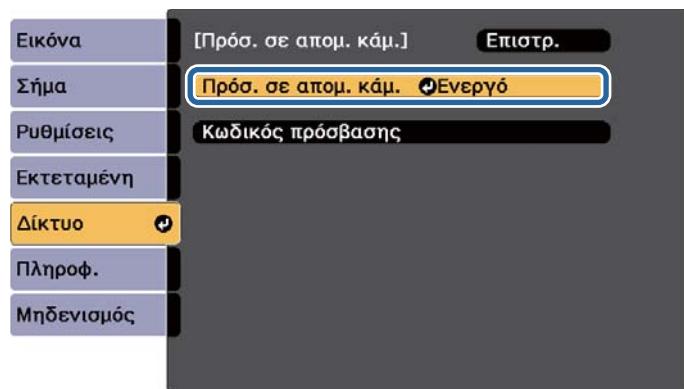 Εικόνα
Σήμα
Ρυθμίσεις
Εκτεταμένη
Δίκτυο
Πληροφ.
Μηδενισμός
[Πρόσ. σε απομ. κάμ.] Επιστρ.
Πρόσ. σε απομ. κάμ. Ενεργό
Κωδικός πρόσβασης